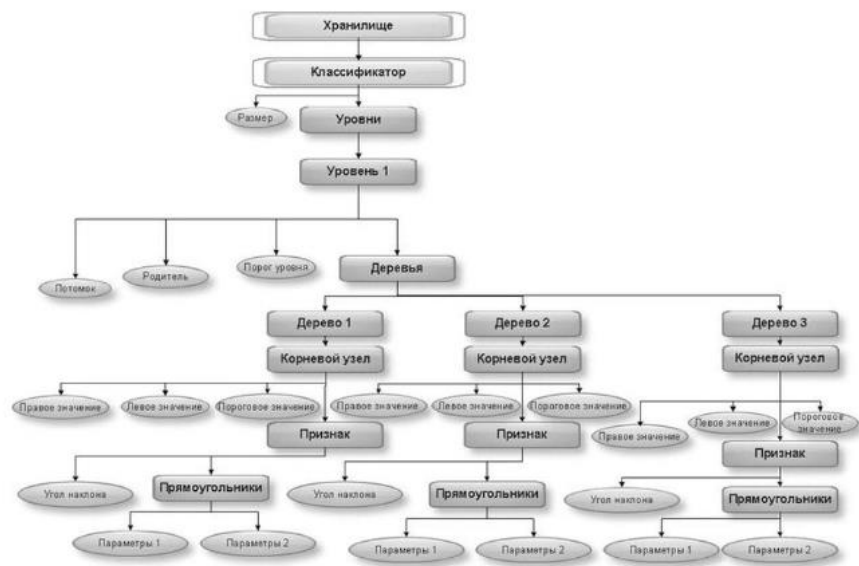 Хранилище
Классификатор
Размер
Уровни
Уровень 1
Потомок
Родитель
Порог уровня
Деревья
Дерево 1
Дерево 2
Дерево 3
Корневой узел
Корневой узел
Корневой узел
Правое значение
Левое значение
Пороговое значение
Правое значение
Левое значение
Пороговое значение
Правое значение
Левое значение
Пороговое
значение
Признак
Признак
Признак
Угол наклона
Прямоугольники
Угол наклона
Прямоугольники
Угол наклона
Прямоугольники
Параметры 1
Параметры 2
Параметры 1
Параметры 2
Параметры 1
Параметры 2